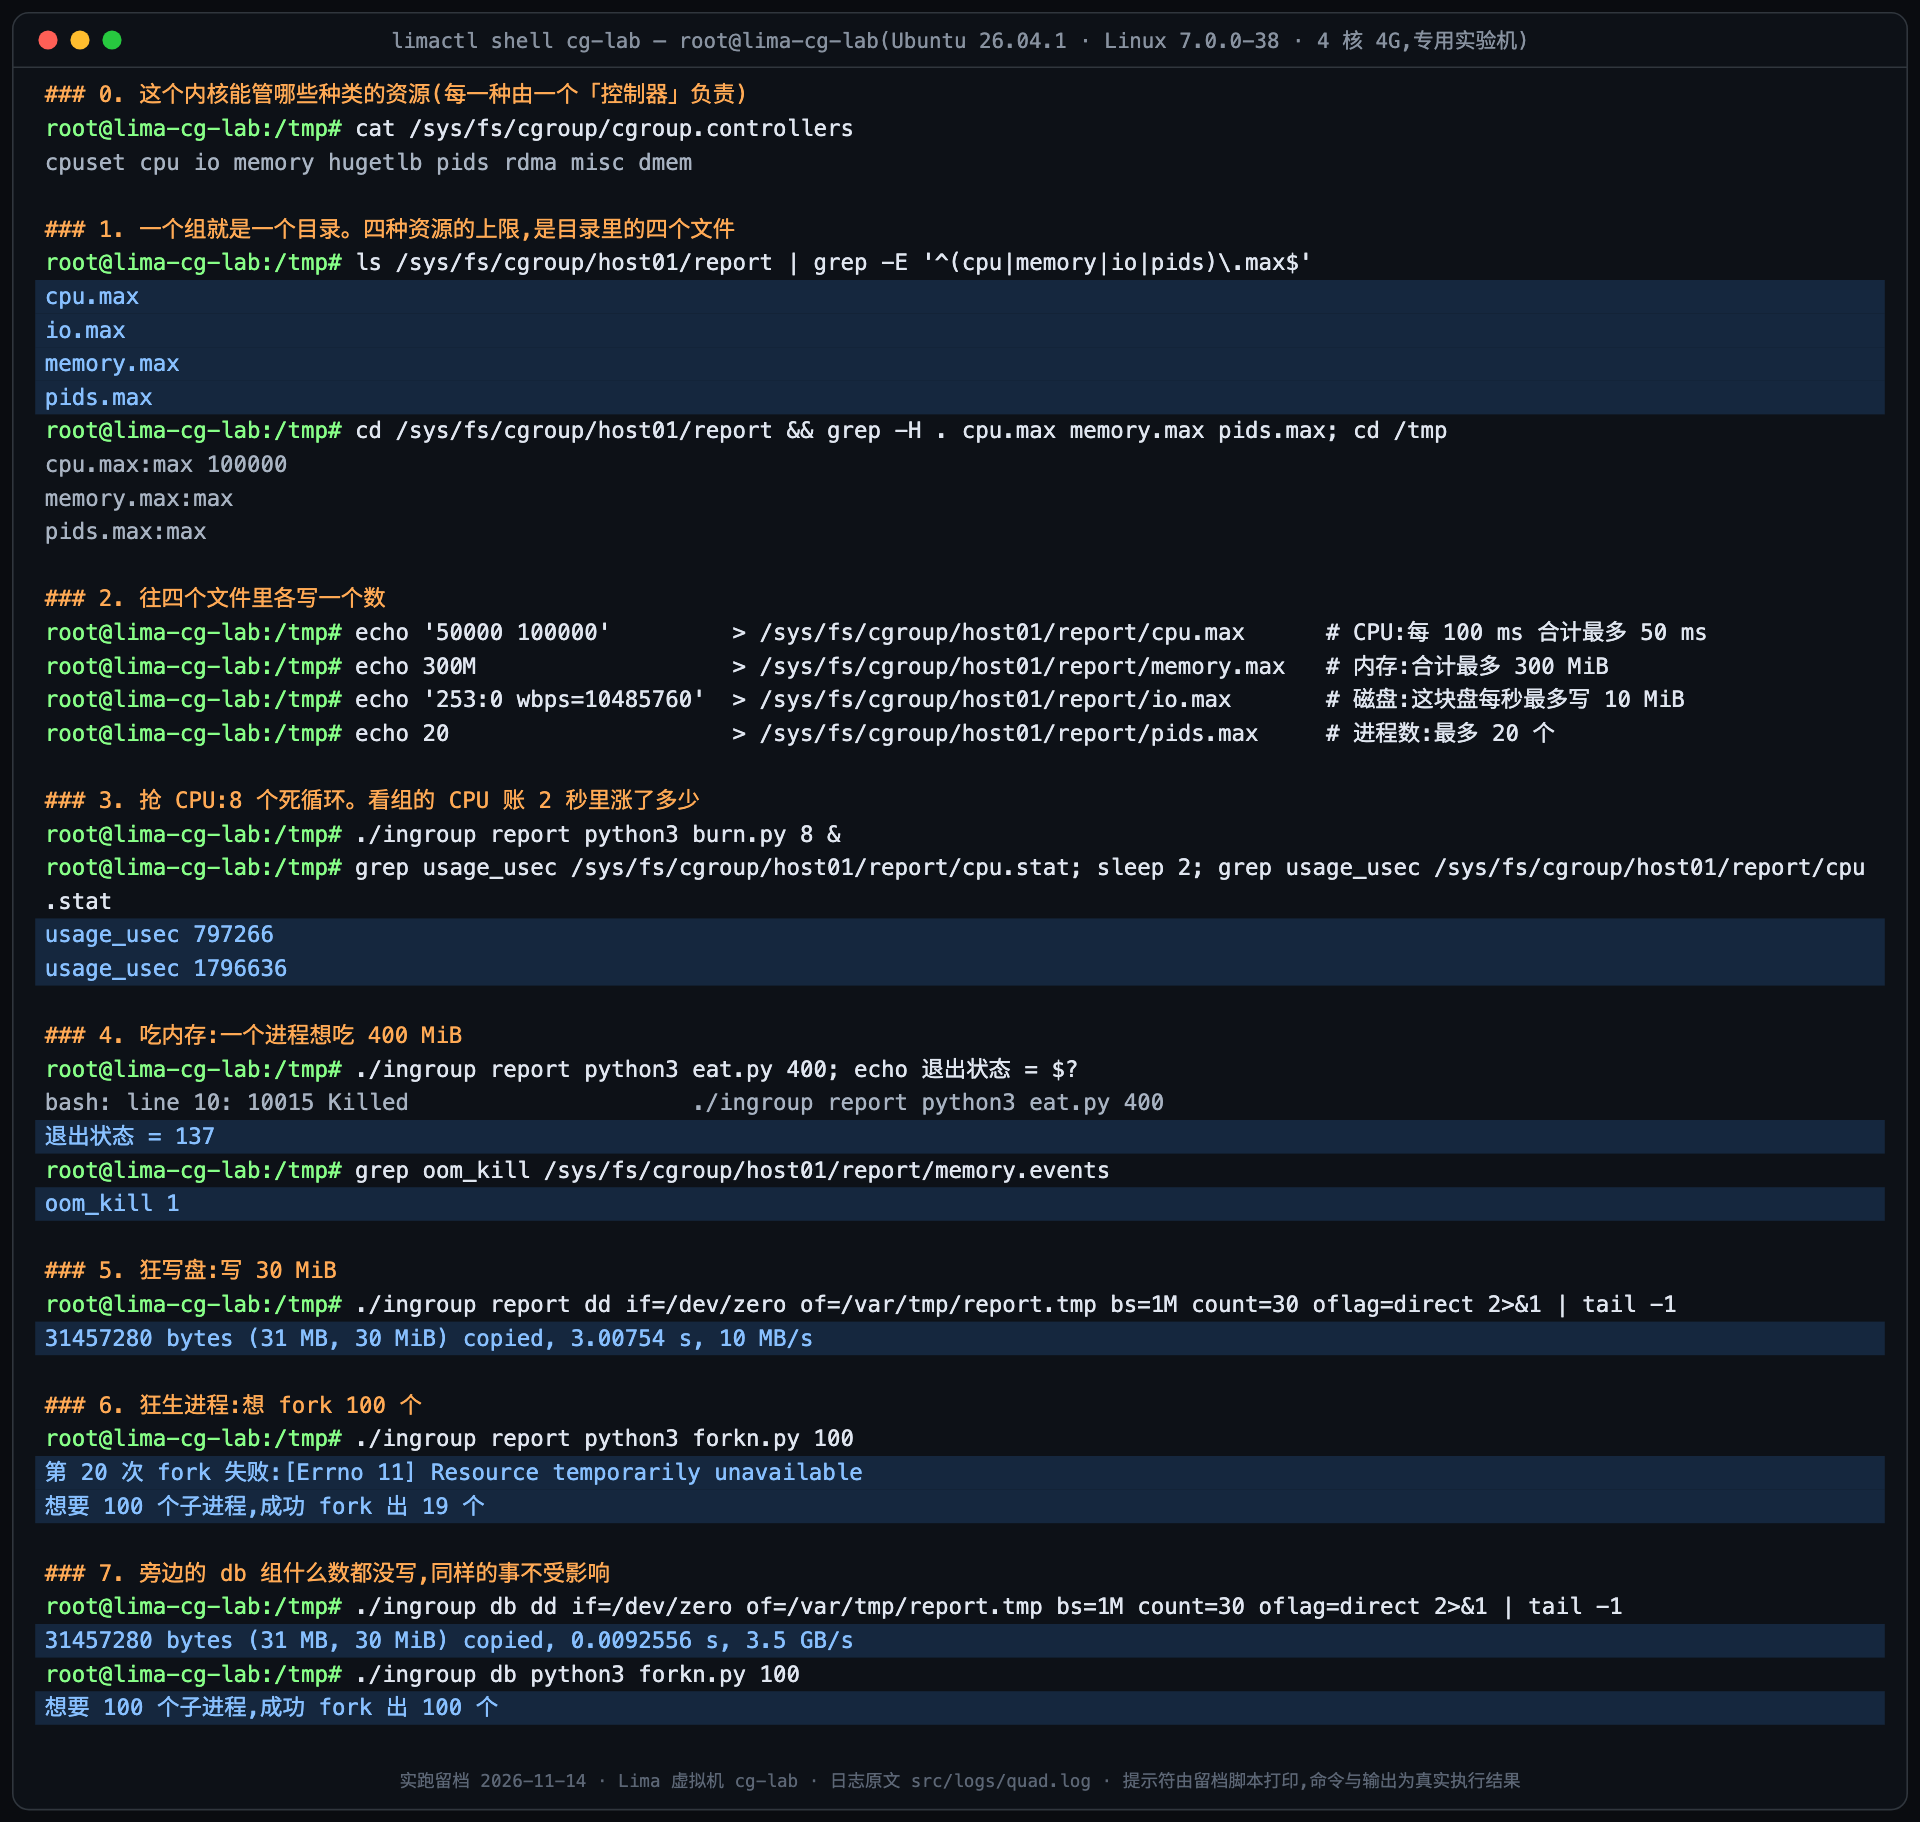 limactl shell cg-lab — root@lima-cg-lab(Ubuntu 26.04.1 · Linux 7.0.0-38 · 4 核 4G,专用实验机)
### 0. 这个内核能管哪些种类的资源(每一种由一个「控制器」负责)
root@lima-cg-lab:/tmp# cat /sys/fs/cgroup/cgroup.controllers
cpuset cpu io memory hugetlb pids rdma misc dmem
### 1. 一个组就是一个目录。四种资源的上限,是目录里的四个文件
root@lima-cg-lab:/tmp# ls /sys/fs/cgroup/host01/report | grep -E '^(cpu|memory|io|pids)\.max$'
cpu.max
io.max
memory.max
pids.max
root@lima-cg-lab:/tmp# cd /sys/fs/cgroup/host01/report && grep -H . cpu.max memory.max pids.max; cd /tmp
cpu.max:max 100000
memory.max:max
pids.max:max
### 2. 往四个文件里各写一个数
root@lima-cg-lab:/tmp# echo '50000 100000'         > /sys/fs/cgroup/host01/report/cpu.max      # CPU:每 100 ms 合计最多 50 ms
root@lima-cg-lab:/tmp# echo 300M                   > /sys/fs/cgroup/host01/report/memory.max   # 内存:合计最多 300 MiB
root@lima-cg-lab:/tmp# echo '253:0 wbps=10485760'  > /sys/fs/cgroup/host01/report/io.max       # 磁盘:这块盘每秒最多写 10 MiB
root@lima-cg-lab:/tmp# echo 20                     > /sys/fs/cgroup/host01/report/pids.max     # 进程数:最多 20 个
### 3. 抢 CPU:8 个死循环。看组的 CPU 账 2 秒里涨了多少
root@lima-cg-lab:/tmp# ./ingroup report python3 burn.py 8 &
root@lima-cg-lab:/tmp# grep usage_usec /sys/fs/cgroup/host01/report/cpu.stat; sleep 2; grep usage_usec /sys/fs/cgroup/host01/report/cpu
.stat
usage_usec 797266
usage_usec 1796636
### 4. 吃内存:一个进程想吃 400 MiB
root@lima-cg-lab:/tmp# ./ingroup report python3 eat.py 400; echo 退出状态 = $?
bash: line 10: 10015 Killed                     ./ingroup report python3 eat.py 400
退出状态 = 137
root@lima-cg-lab:/tmp# grep oom_kill /sys/fs/cgroup/host01/report/memory.events
oom_kill 1
### 5. 狂写盘:写 30 MiB
root@lima-cg-lab:/tmp# ./ingroup report dd if=/dev/zero of=/var/tmp/report.tmp bs=1M count=30 oflag=direct 2>&1 | tail -1
31457280 bytes (31 MB, 30 MiB) copied, 3.00754 s, 10 MB/s
### 6. 狂生进程:想 fork 100 个
root@lima-cg-lab:/tmp# ./ingroup report python3 forkn.py 100
第 20 次 fork 失败:[Errno 11] Resource temporarily unavailable
想要 100 个子进程,成功 fork 出 19 个
### 7. 旁边的 db 组什么数都没写,同样的事不受影响
root@lima-cg-lab:/tmp# ./ingroup db dd if=/dev/zero of=/var/tmp/report.tmp bs=1M count=30 oflag=direct 2>&1 | tail -1
31457280 bytes (31 MB, 30 MiB) copied, 0.0092556 s, 3.5 GB/s
root@lima-cg-lab:/tmp# ./ingroup db python3 forkn.py 100
想要 100 个子进程,成功 fork 出 100 个
实跑留档 2026-11-14 · Lima 虚拟机 cg-lab · 日志原文 src/logs/quad.log · 提示符由留档脚本打印,命令与输出为真实执行结果